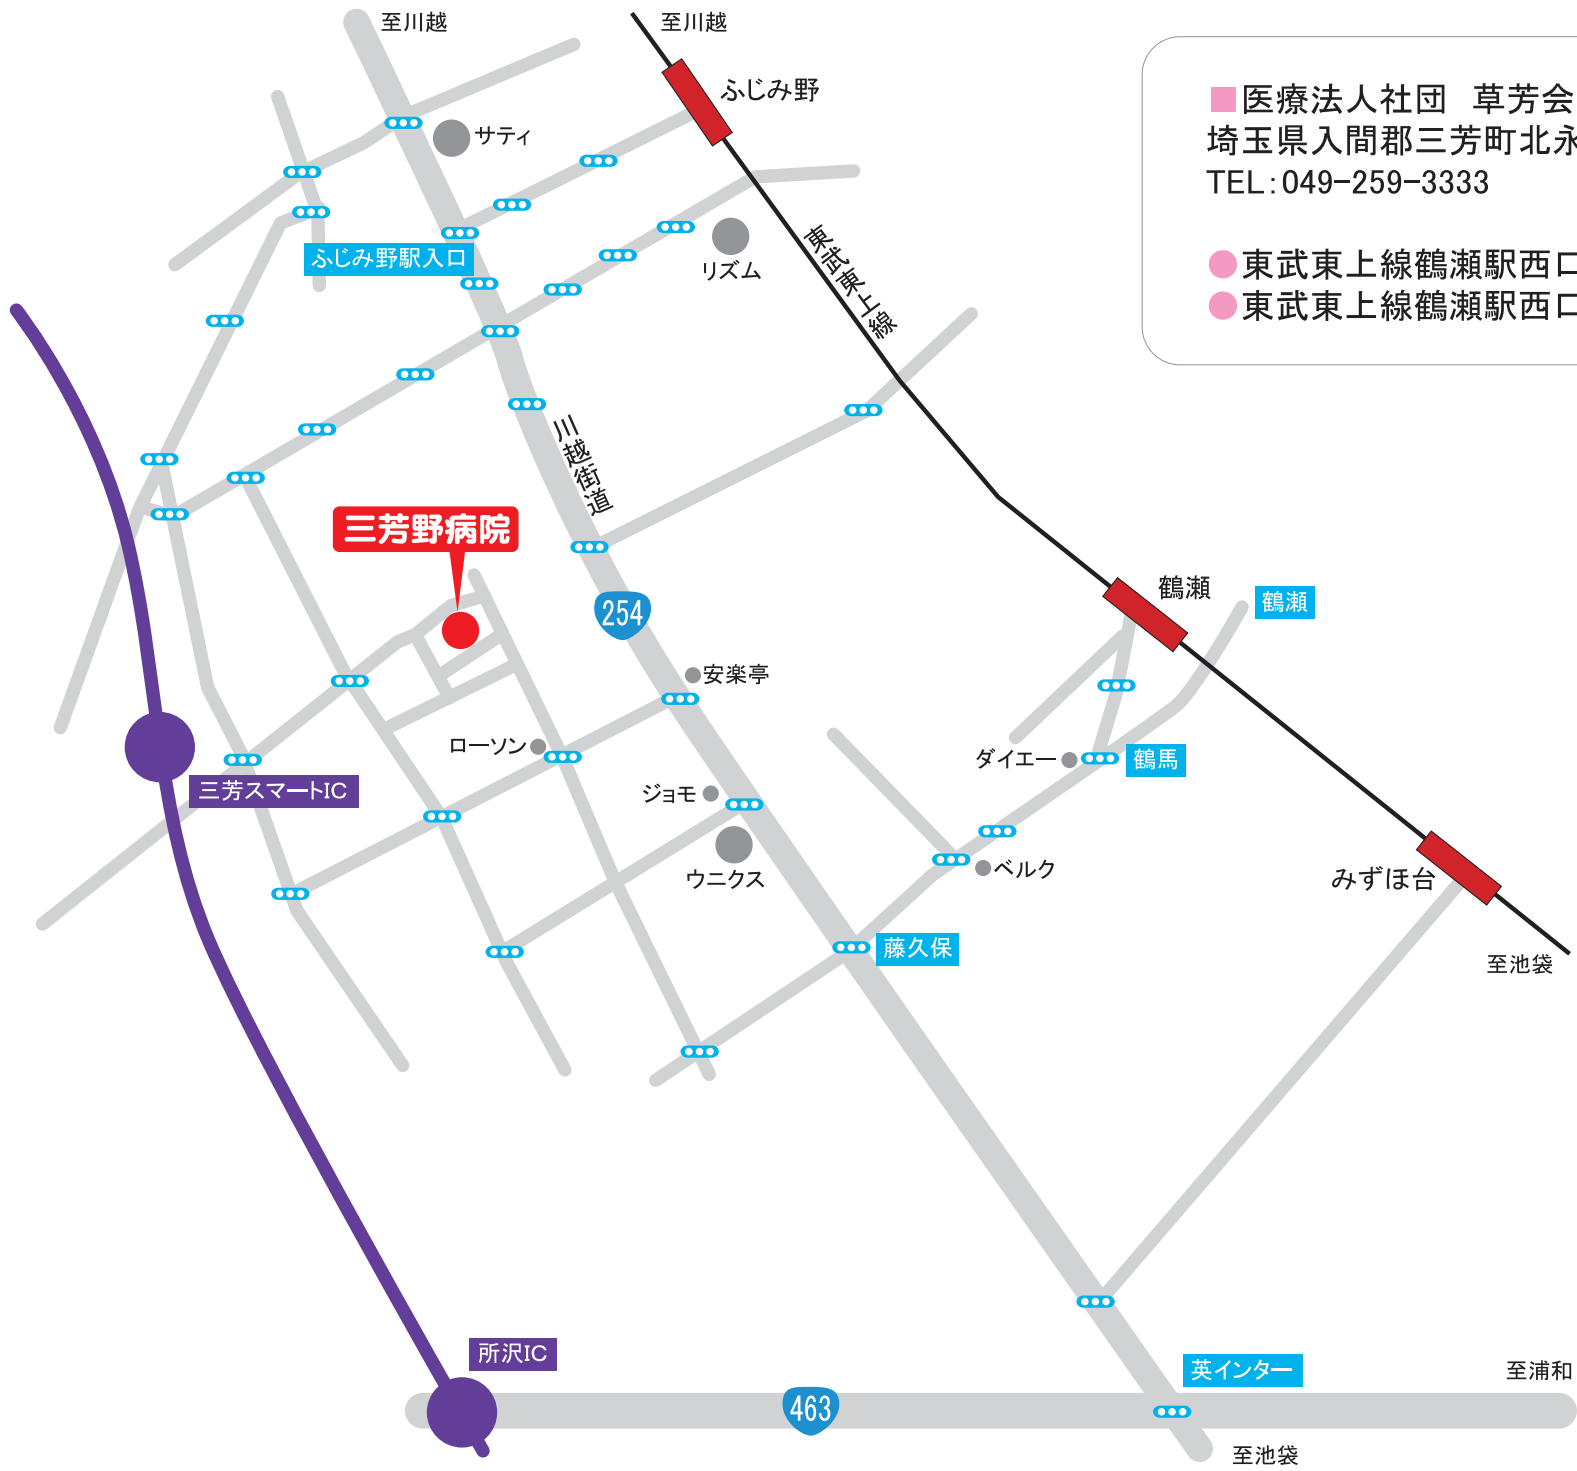 至川越
至川越
ふじみ野
サティ
■医療法人社団　草芳会
埼玉県入間郡三芳町北永
TEL:049-259-3333
●東武東上線鶴瀬駅西口
●東武東上線鶴瀬駅西口
ふじみ野駅入口
リズム
東武東上線
川越街道
三芳野病院
254
鶴瀬
鶴瀬
安楽亭
ローソン
ダイエー
鶴馬
三芳スマートIC
ジョモ
ウニクス
ベルク
みずほ台
藤久保
至池袋
所沢IC
英インター
至浦和
463
至池袋